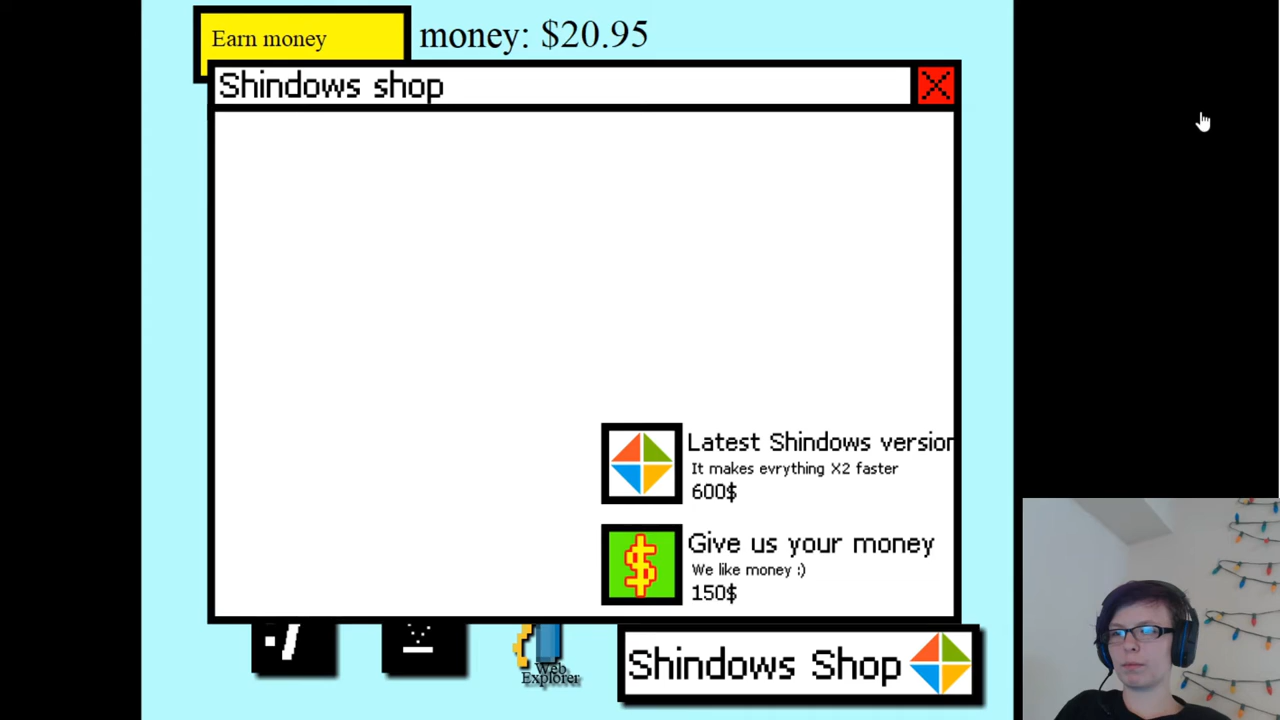 Earn money
money: $20.95
Shindows shop
Latest Shindows version
It makes evrything X2 faster
600$
Give us your money
We like money :)
150$
Web
Explorer
Shindows Shop